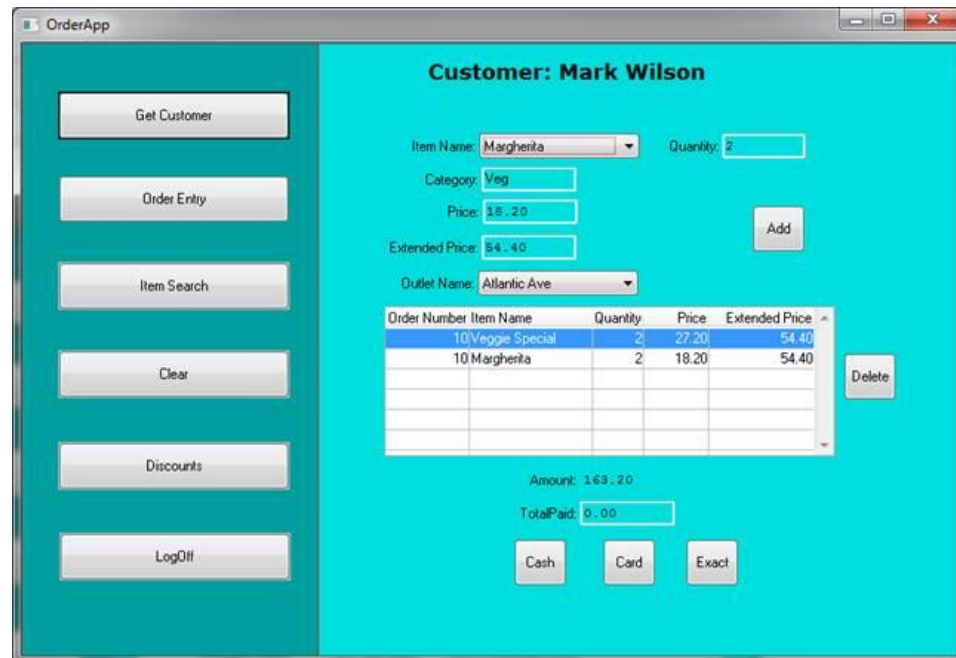 OrderApp
Customer: Mark Wilson
Get Customer
Order Entry
Item Search
Clear
Discounts
LogOff
Item Name: Margherita Quantity: 2
Category: Veg
Price: 18.20
Add
Extended Price: 54.40
Outlet Name: Atlantic Ave
Order Number Item Name Quantity Price Extended Price
10 Veggie Special 2 27.20 54.40
10 Margherita 2 18.20 54.40
Delete
Amount: 163.20
TotalPaid: 0.00
Cash Card Exact